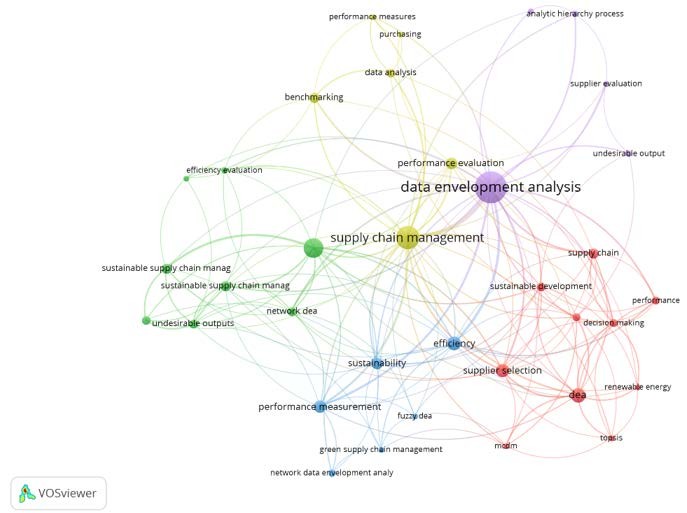 performance measures
analytic hierarchy process
purchasing
data analysis
supplier evaluation
benchmarking
undesirable output
performance evaluation
efficiency evaluation
data envelopment analysis
supply chain management
supply chain
sustainable supply chain manag
sustainable supply chain manag
sustainable development
performance
network dea
undesirable outputs
decision making
efficiency
sustainability
supplier selection
renewable energy
dea
performance measurement
fuzzy dea
topsis
mcdm
green supply chain management
network data envelopment analy
VOSviewer